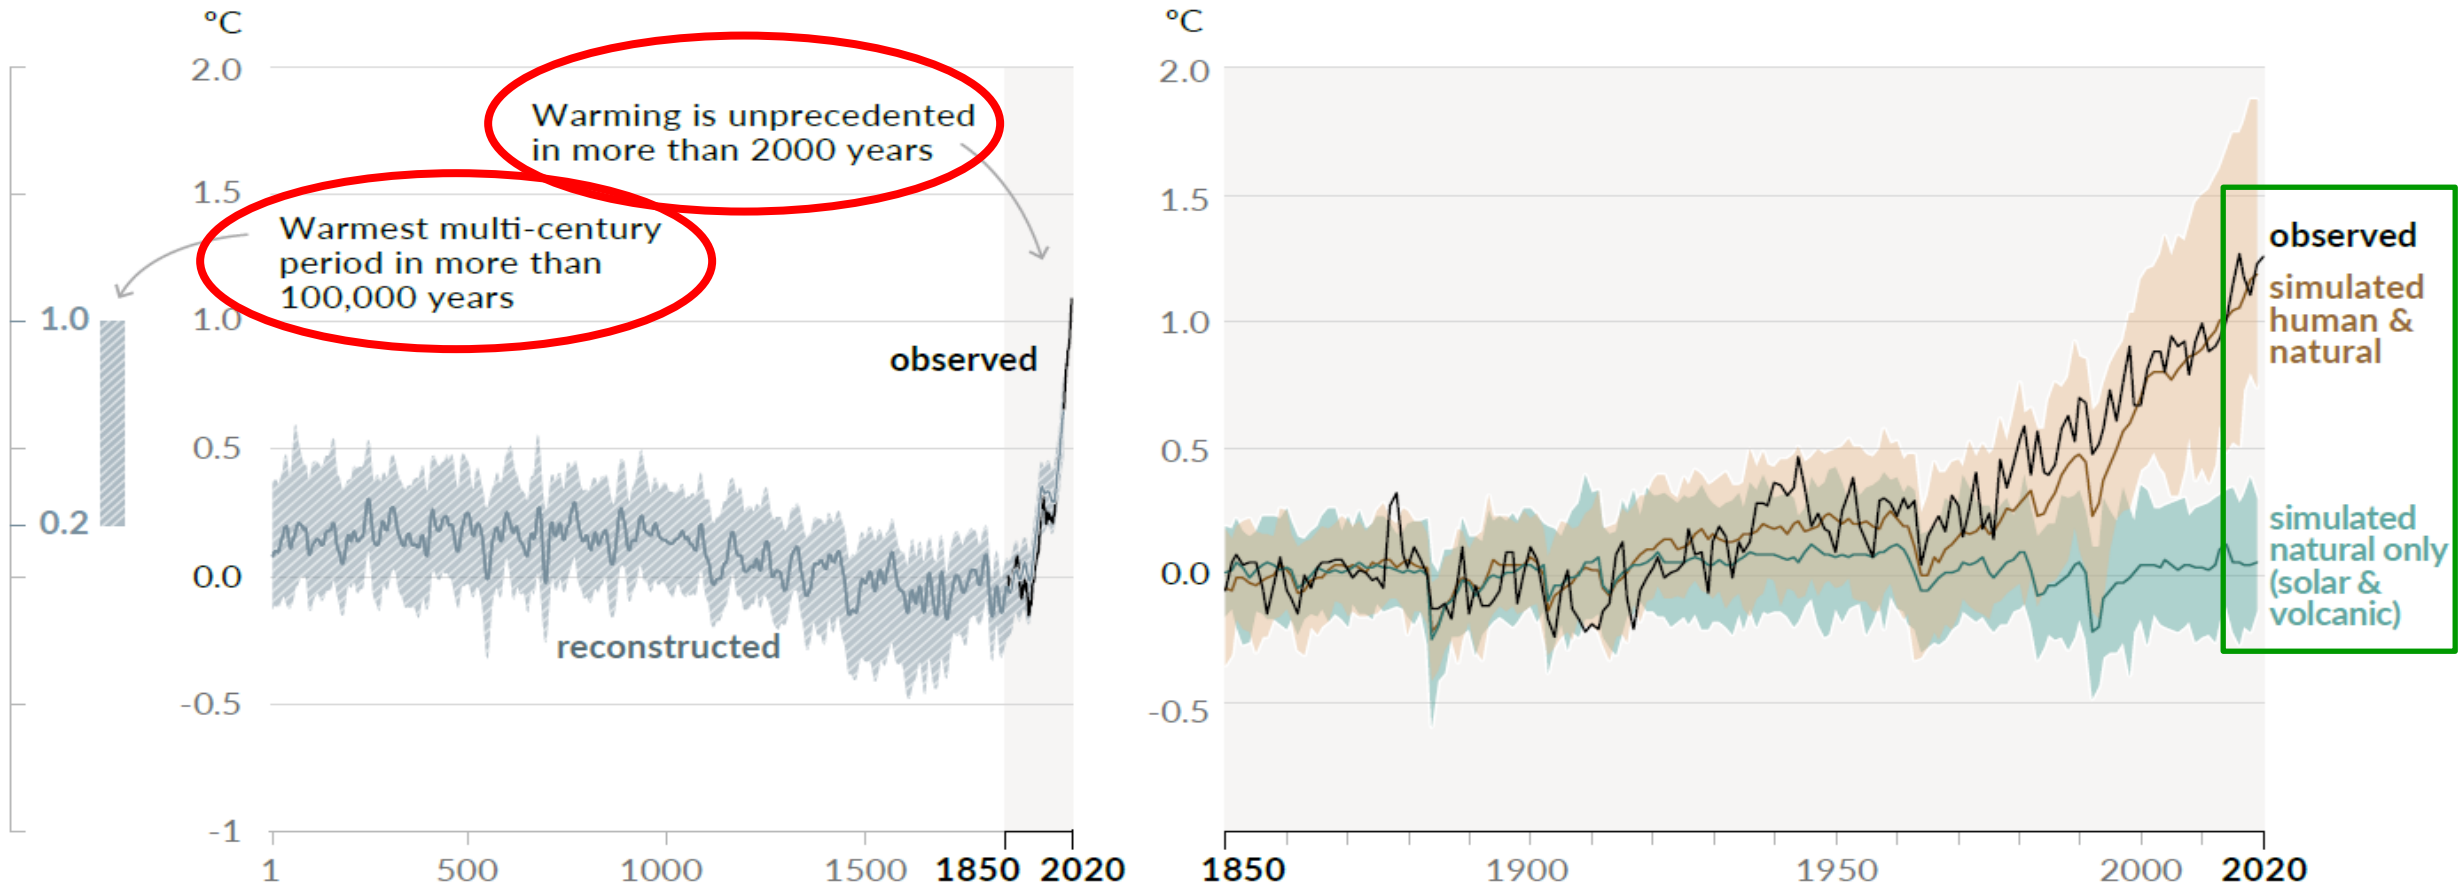 °C
2.0
1.5
1.0
0.5
0.0
-0.5
-1
1.0
0.2
Warming is unprecedented
in more than 2000 years
Warmest multi-century
period in more than
100,000 years
observed
reconstructed
1
500
1000
1500
1850
2020
°C
2.0
1.5
1.0
0.5
0.0
-0.5
observed
simulated
human &
natural
simulated
natural only
(solar &
volcanic)
1850
1900
1950
2000
2020